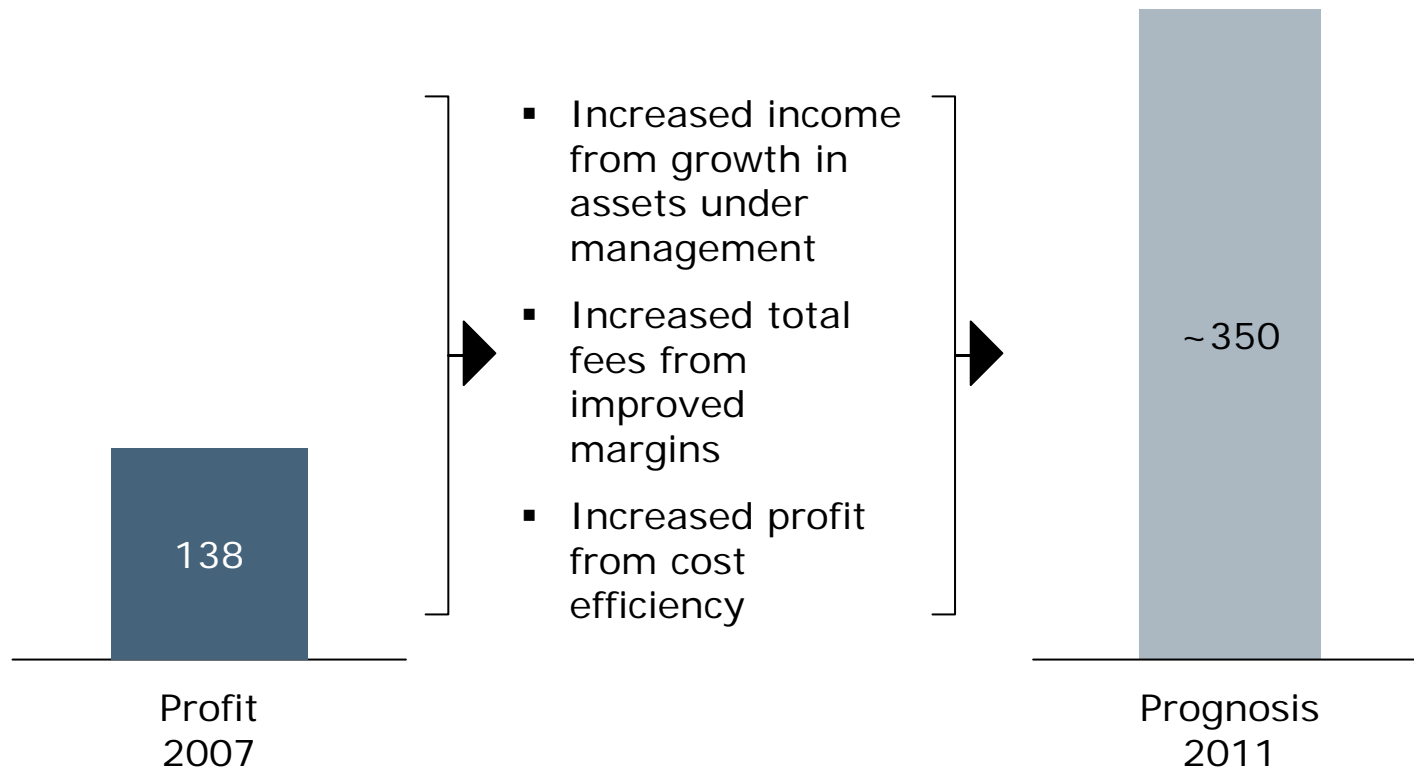 138
Profit
2007
▪ Increased income
from growth in
assets under
management
▪ Increased total
fees from
improved
margins
▪ Increased profit
from cost
efficiency
~350
Prognosis
2011